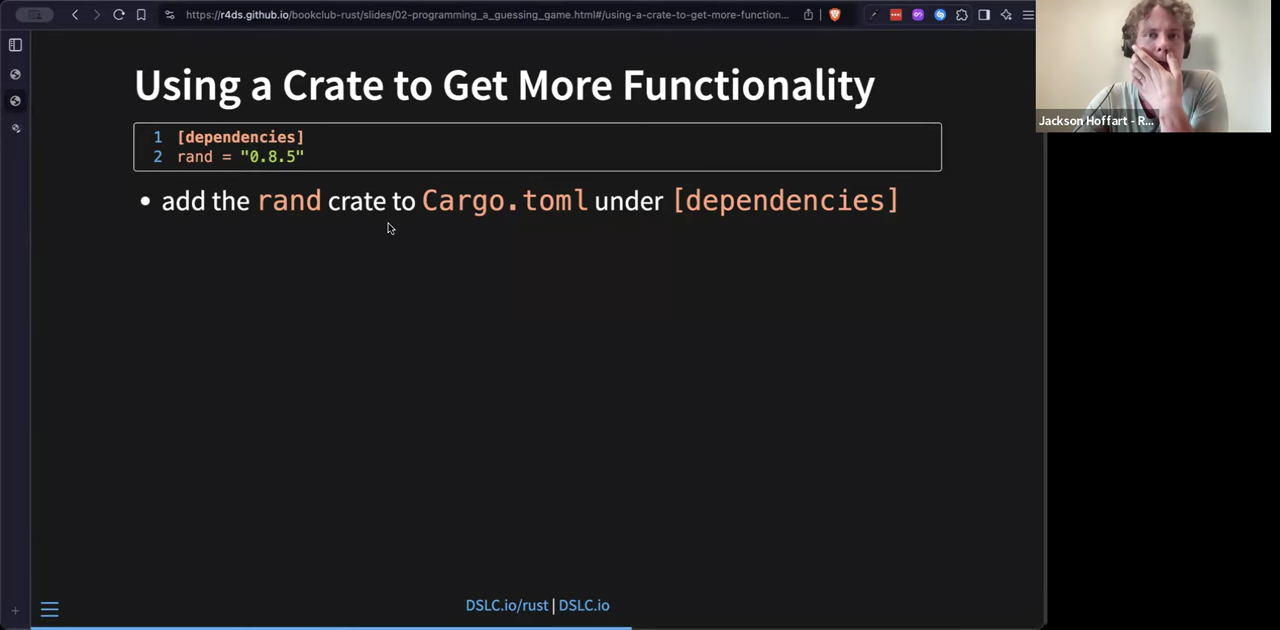 https://r4ds.github.io/bookclub-rust/slides/02-programming_a_guessing_game.html#/using-a-crate-to-get-more-function...
Using a Crate to Get More Functionality
1 [dependencies]
2 rand = "0.8.5"
• add the rand crate to Cargo.toml under [dependencies]
DSLC.io/rust | DSLC.io
Jackson Hoffart - R...